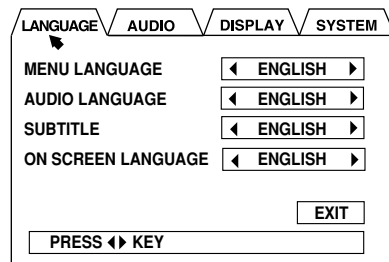 LANGUAGE AUDIO DISPLAY SYSTEM
MENU LANGUAGE ◀ ENGLISH ▶
AUDIO LANGUAGE ◀ ENGLISH ▶
SUBTITLE ◀ ENGLISH ▶
ON SCREEN LANGUAGE ◀ ENGLISH ▶
EXIT
PRESS ◀▶ KEY